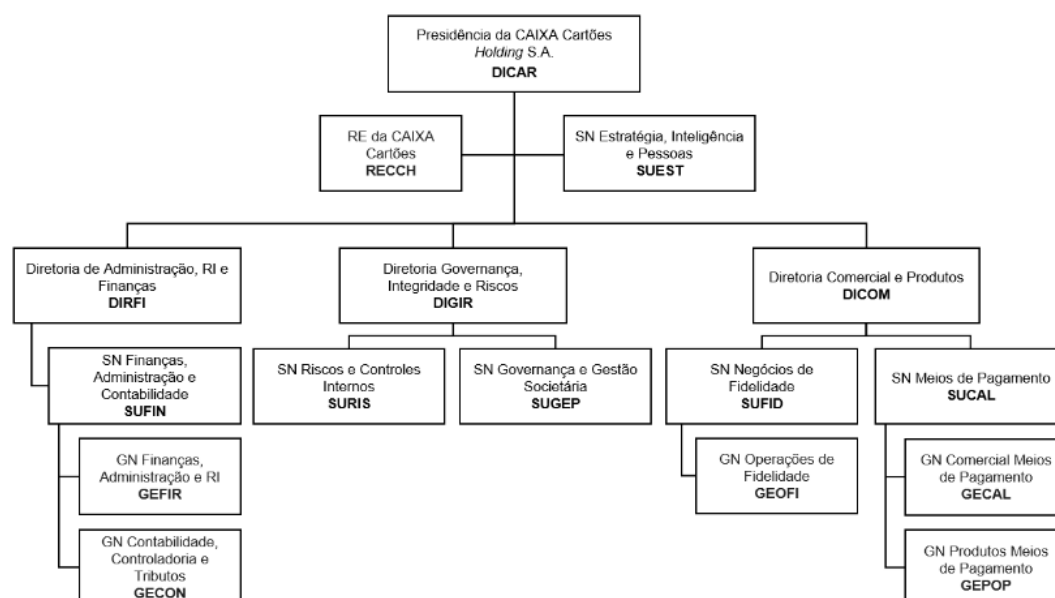 Presidência da CAIXA Cartões
Holding S.A.
DICAR
RE da CAIXA
Cartões
RECCH
SN Estratégia, Inteligência
e Pessoas
SUEST
Diretoria de Administração, RI e
Finanças
DIRFI
Diretoria Governança,
Integridade e Riscos
DIGIR
Diretoria Comercial e Produtos
DICOM
SN Finanças,
Administração e
Contabilidade
SUFIN
SN Riscos e Controles
Internos
SURIS
SN Governança e Gestão
Societária
SUGEP
SN Negócios de
Fidelidade
SUFID
SN Meios de Pagamento
SUCAL
GN Finanças,
Administração e RI
GEFIR
GN Operações de
Fidelidade
GEOFI
GN Comercial Meios
de Pagamento
GECAL
GN Contabilidade,
Controladoria e
Tributos
GECON
GN Produtos Meios
de Pagamento
GEPOP